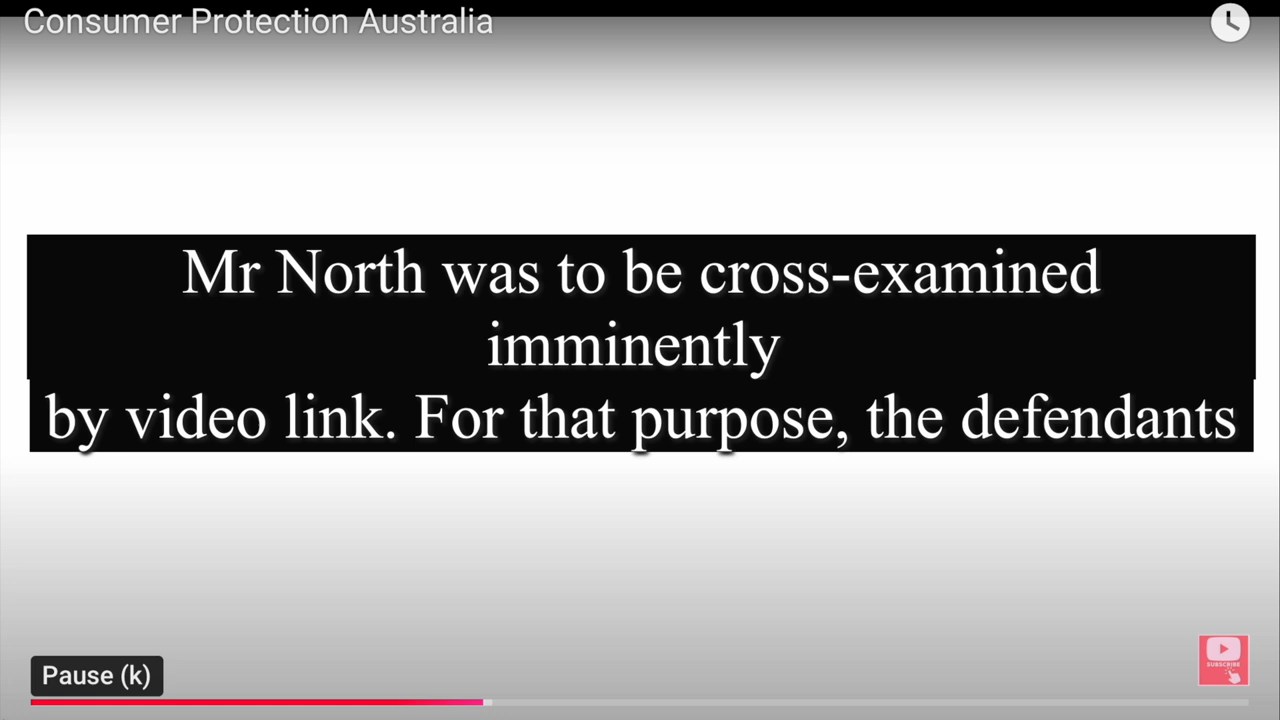 Consumer Protection Australia
Mr North was to be cross-examined
imminently
by video link. For that purpose, the defendants
SUBSCRIBE
Pause (k)